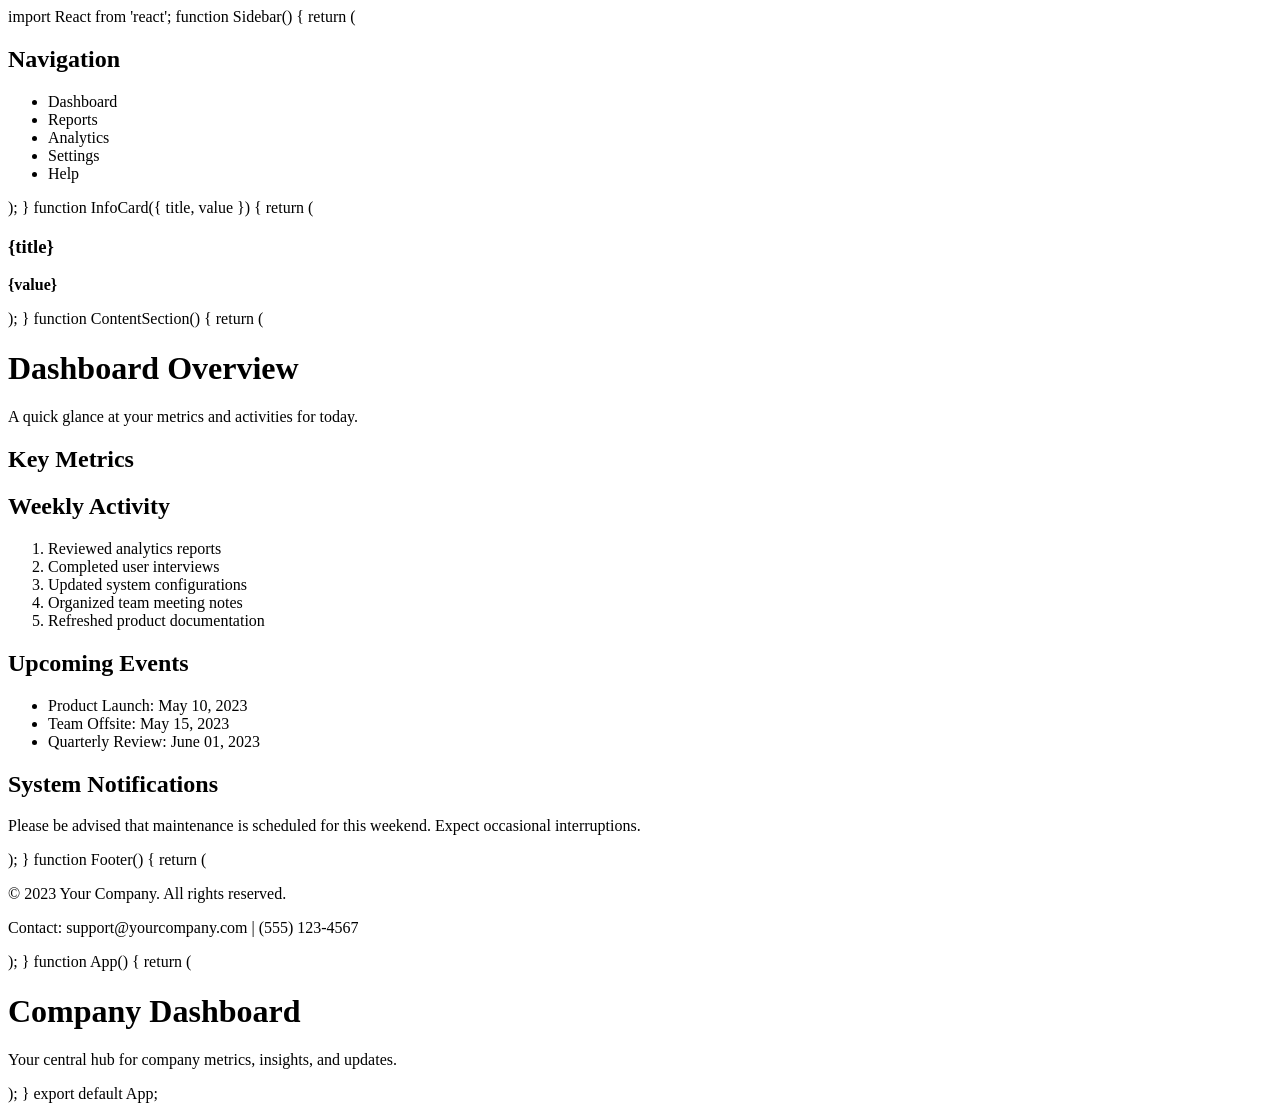 import React from 'react'; function Sidebar() { return (
Navigation
Dashboard
Reports
Analytics
Settings
Help
); } function InfoCard({ title, value }) { return (
{title}
{value}
); } function ContentSection() { return (
Dashboard Overview
A quick glance at your metrics and activities for today.
Key Metrics
Weekly Activity
1. Reviewed analytics reports
2. Completed user interviews
3. Updated system configurations
4. Organized team meeting notes
5. Refreshed product documentation
Upcoming Events
Product Launch: May 10, 2023
Team Offsite: May 15, 2023
Quarterly Review: June 01, 2023
System Notifications
Please be advised that maintenance is scheduled for this weekend. Expect occasional interruptions.
); } function Footer() { return (
© 2023 Your Company. All rights reserved.
Contact: support@yourcompany.com | (555) 123-4567
); } function App() { return (
Company Dashboard
Your central hub for company metrics, insights, and updates.
); } export default App;